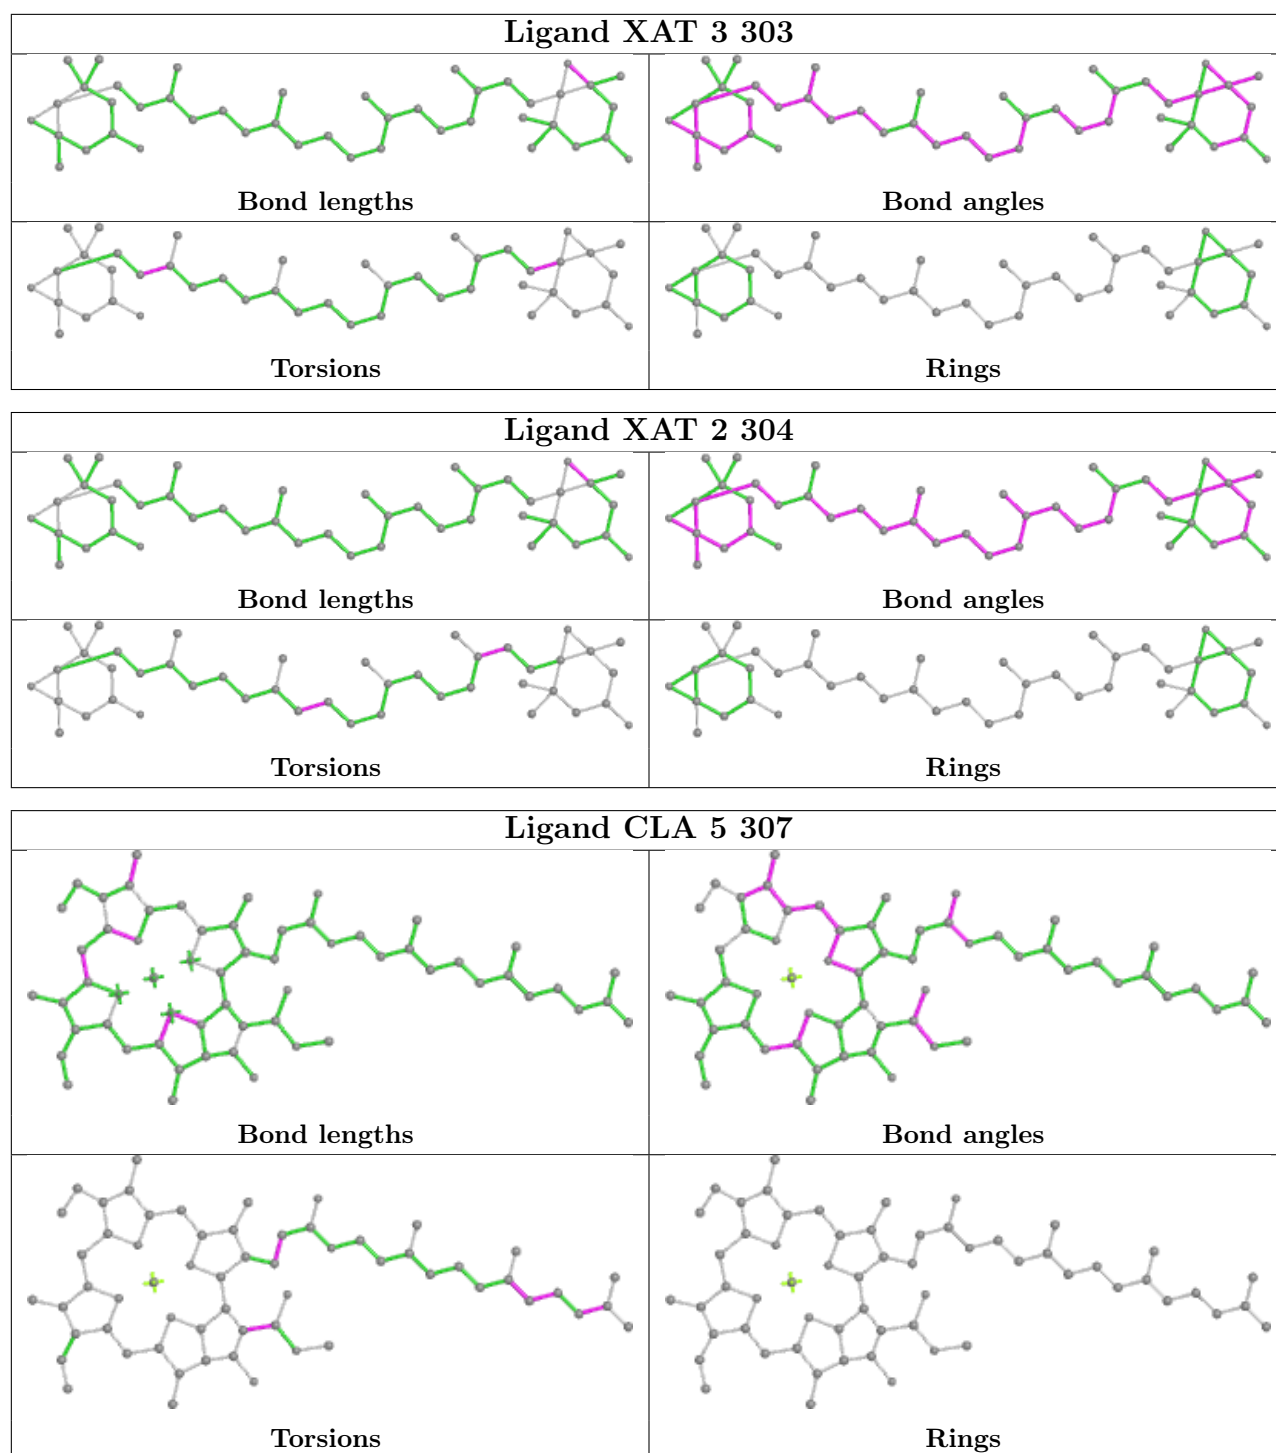 Ligand XAT 3 303
Bond lengths
Bond angles
Torsions
Rings
Ligand XAT 2 304
Bond lengths
Bond angles
Torsions
Rings
Ligand CLA 5 307
Bond lengths
Bond angles
Torsions
Rings